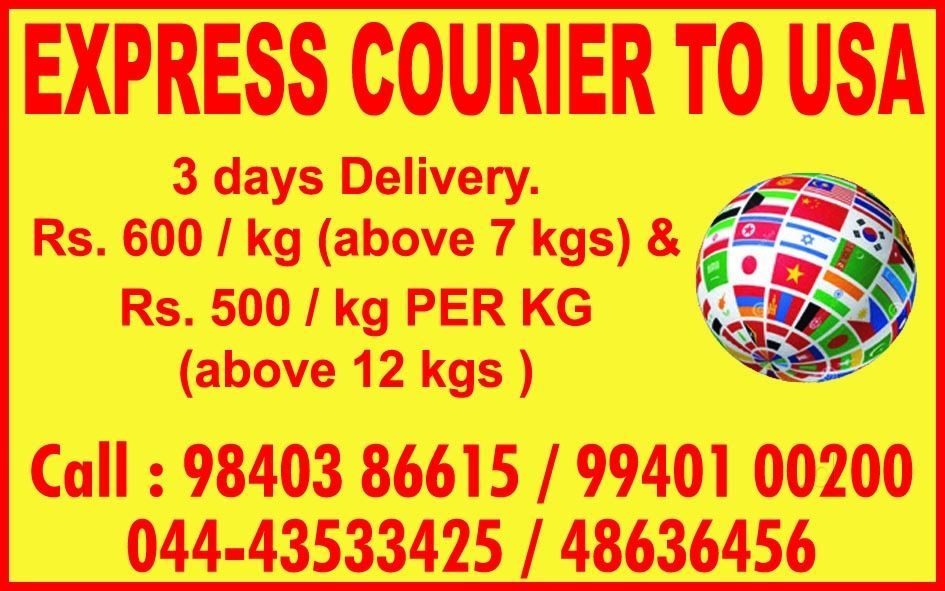 EXPRESS COURIER TO USA
3 days Delivery.
Rs. 600 / kg (above 7 kgs) &
Rs. 500 / kg PER KG
(above 12 kgs )
Call : 98403 86615 / 99401 00200
044-43533425 / 48636456